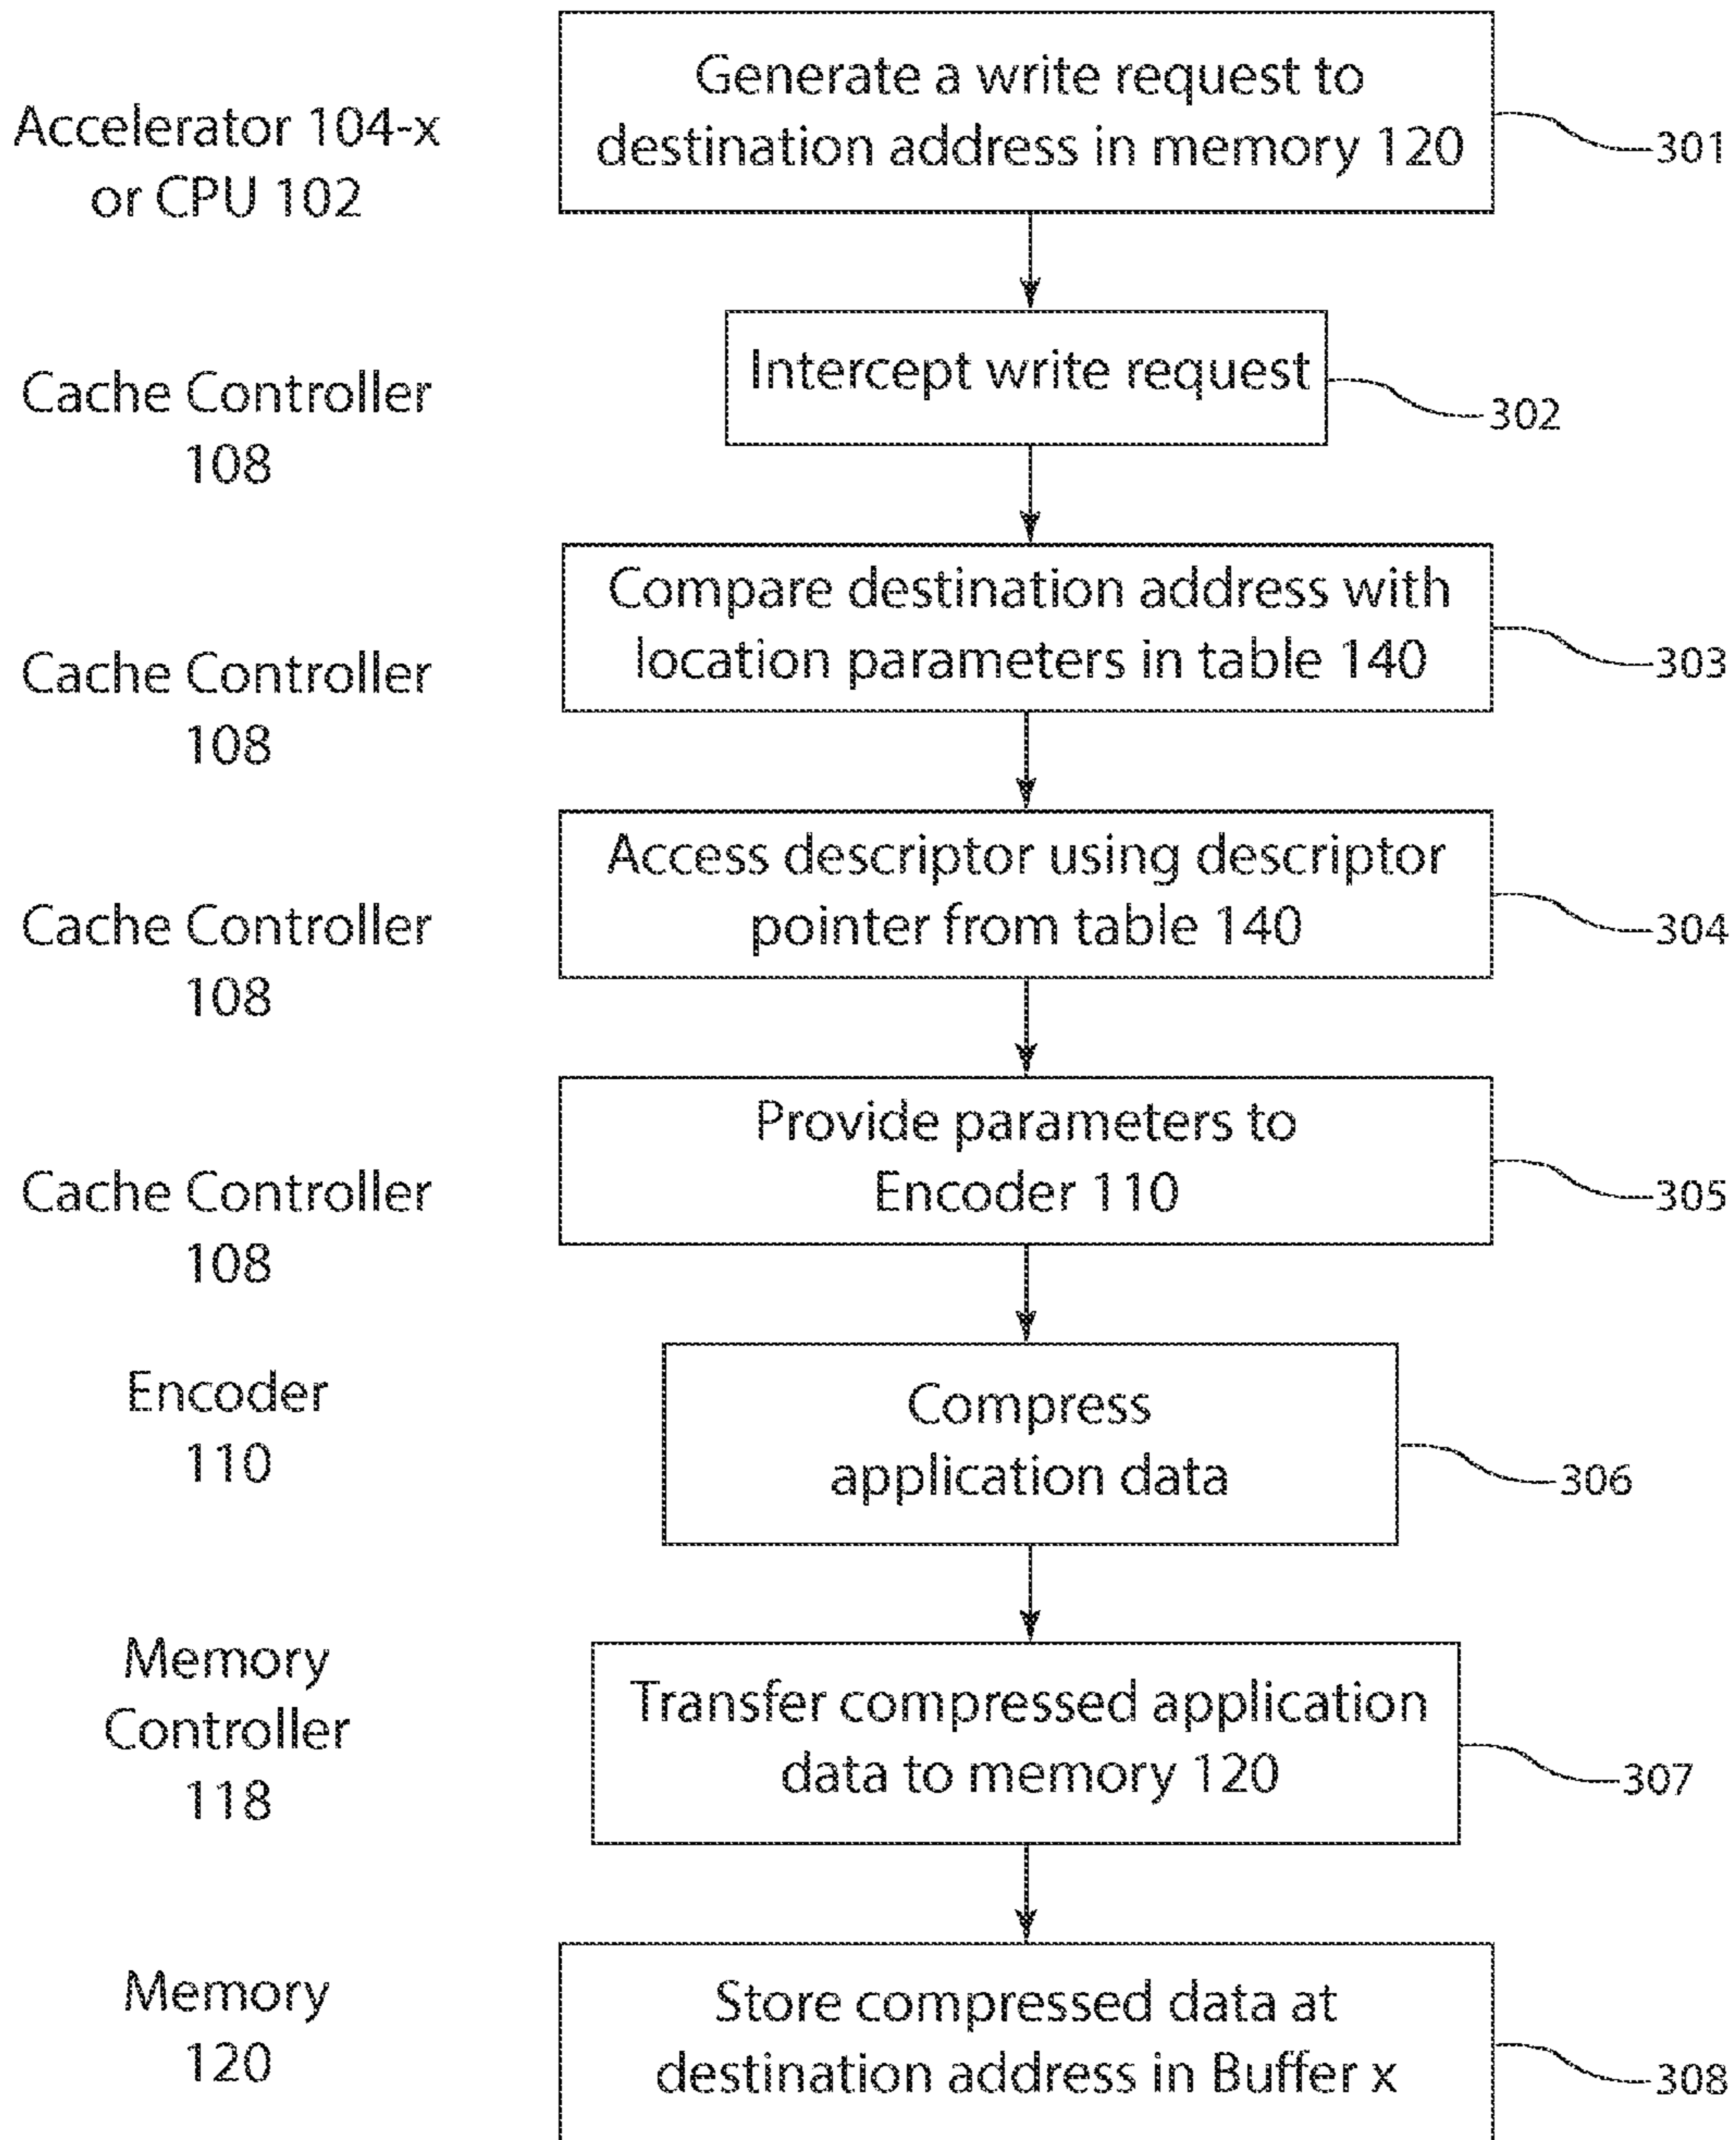 Accelerator 104-x
or CPU 102
Generate a write request to
destination address in memory 120
301
Cache Controller
108
Intercept write request
302
Cache Controller
108
Compare destination address with
location parameters in table 140
303
Cache Controller
108
Access descriptor using descriptor
pointer from table 140
304
Cache Controller
108
Provide parameters to
Encoder 110
305
Encoder
110
Compress
application data
306
Memory
Controller
118
Transfer compressed application
data to memory 120
307
Memory
120
Store compressed data at
destination address in Buffer x
308